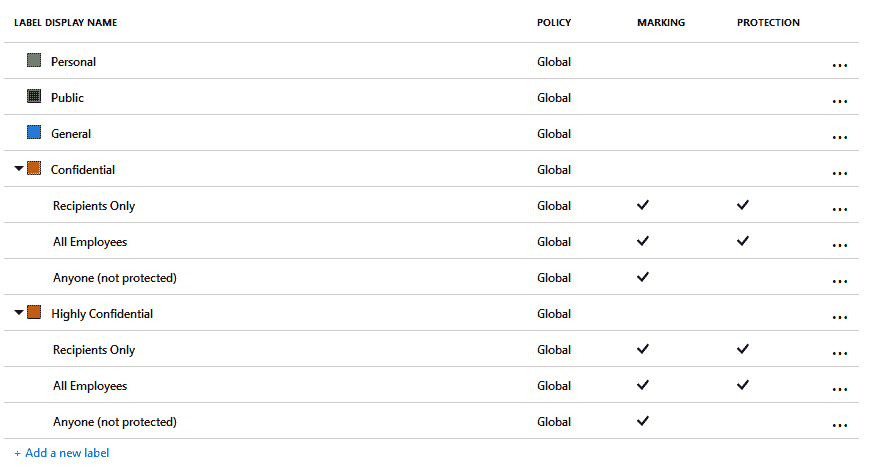 LABEL DISPLAY NAME POLICY MARKING PROTECTION
Personal Global ...
Public Global ...
General Global ...
Confidential Global ...
Recipients Only Global ✓ ✓ ...
All Employees Global ✓ ✓ ...
Anyone (not protected) Global ✓ ...
Highly Confidential Global ...
Recipients Only Global ✓ ✓ ...
All Employees Global ✓ ✓ ...
Anyone (not protected) Global ✓ ...
+ Add a new label